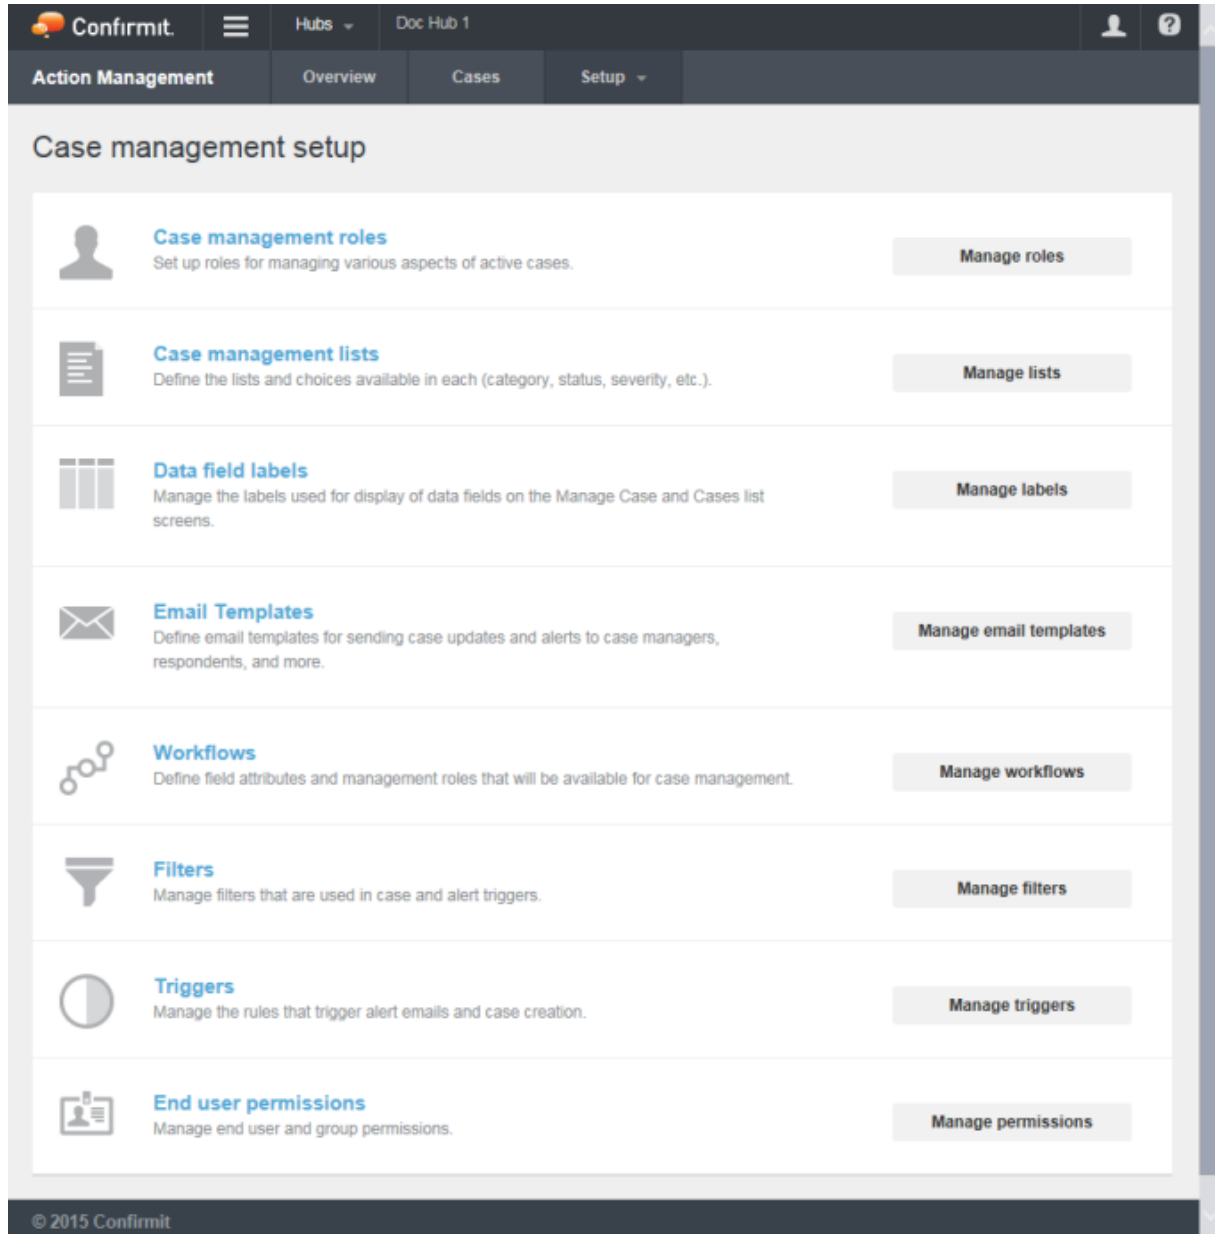 Confirmit. Hubs Doc Hub 1
Action Management Overview Cases Setup
Case management setup
Case management roles
Set up roles for managing various aspects of active cases.
Manage roles
Case management lists
Define the lists and choices available in each (category, status, severity, etc.).
Manage lists
Data field labels
Manage the labels used for display of data fields on the Manage Case and Cases list
screens.
Manage labels
Email Templates
Define email templates for sending case updates and alerts to case managers,
respondents, and more.
Manage email templates
Workflows
Define field attributes and management roles that will be available for case management.
Manage workflows
Filters
Manage filters that are used in case and alert triggers.
Manage filters
Triggers
Manage the rules that trigger alert emails and case creation.
Manage triggers
End user permissions
Manage end user and group permissions.
Manage permissions
© 2015 Confirmit